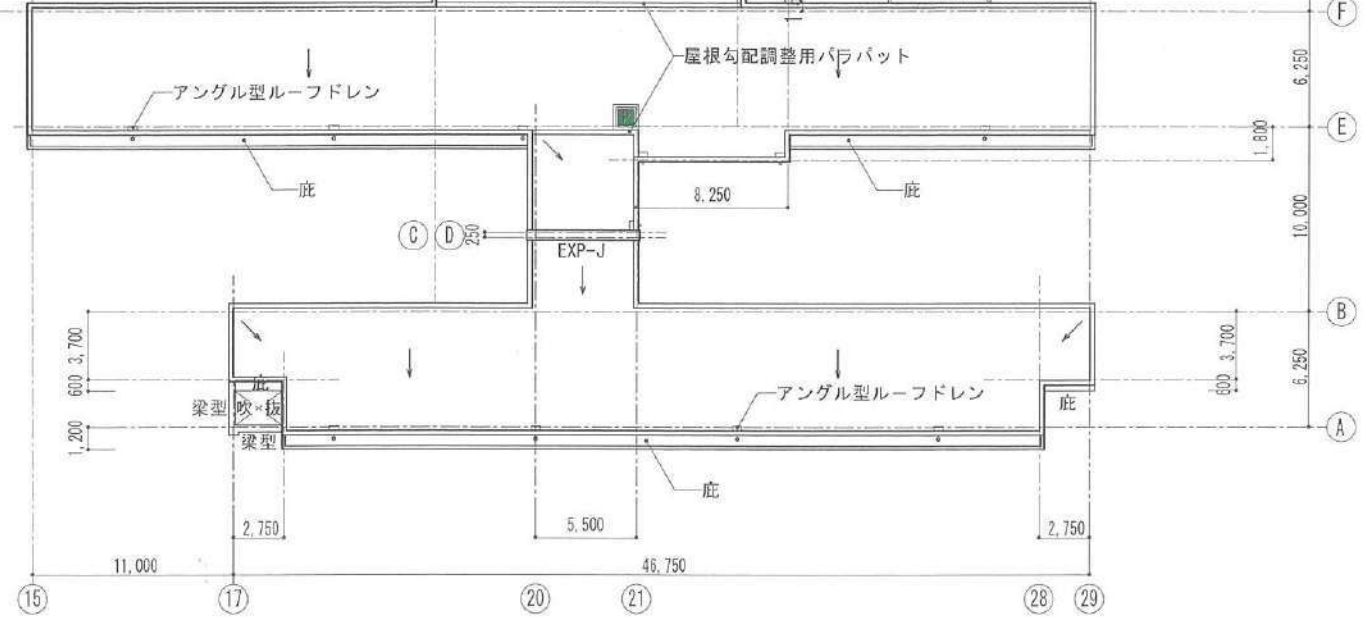 F
屋根勾配調整用パラパット
6,250
アングル型ルーフドレン
E
1,800
庇
庇
8,250
10,000
C
D
250
EXP-J
B
3,700
3,700
6,250
600
庇
600
アングル型ルーフドレン
梁型
吹×抜
庇
1,200
梁型
A
庇
2,750
5,500
2,750
11,000
46,750
15
17
20
21
28
29